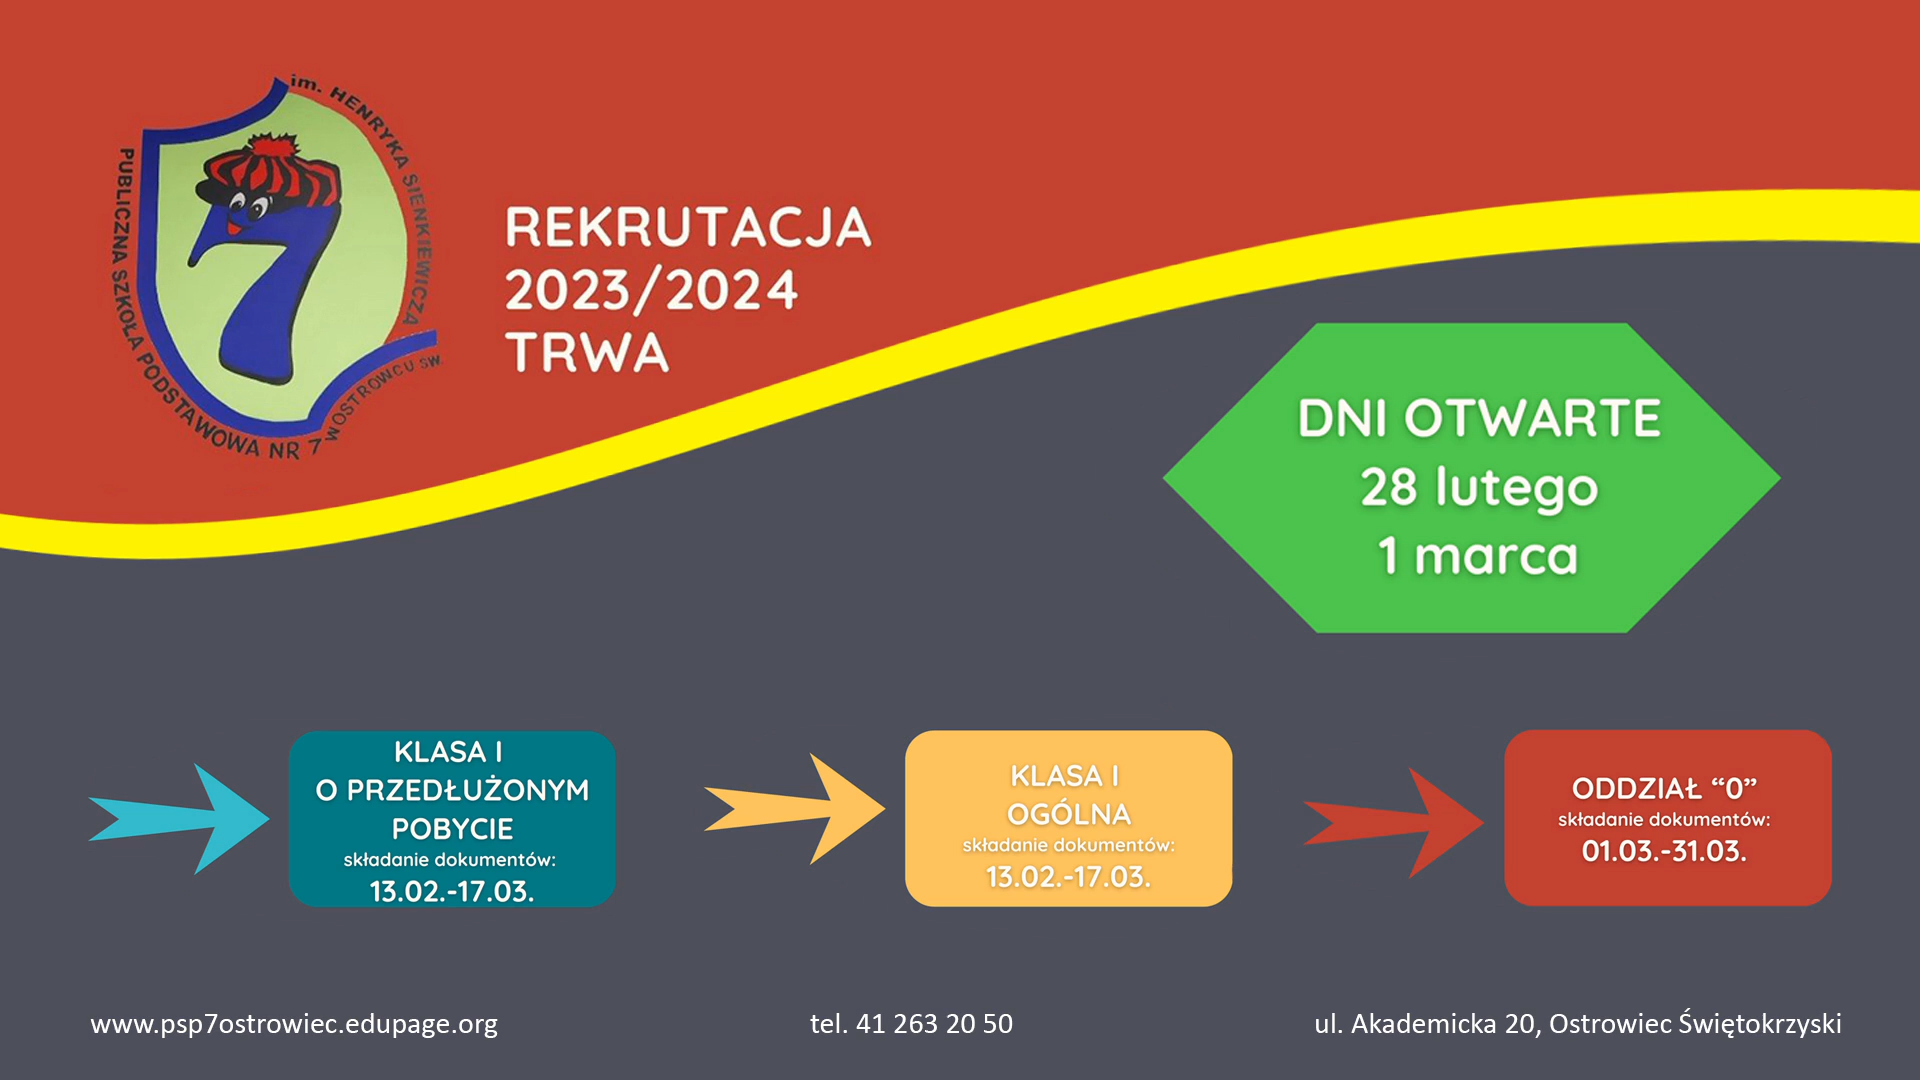 im. HENRYKA SIENKIEWICZA
PUBLICZNA SZKOŁA PODSTAWOWA NR 7
W OSTROWCU SW.
7
REKRUTACJA
2023/2024
TRWA
DNI OTWARTE
28 lutego
1 marca
KLASA I
O PRZEDŁUŻONYM
POBYCIE
składanie dokumentów:
13.02.-17.03.
KLASA I
OGÓLNA
składanie dokumentów:
13.02.-17.03.
ODDZIAŁ “0”
składanie dokumentów:
01.03.-31.03.
www.psp7ostrowiec.edupage.org
tel. 41 263 20 50
ul. Akademicka 20, Ostrowiec Świętokrzyski